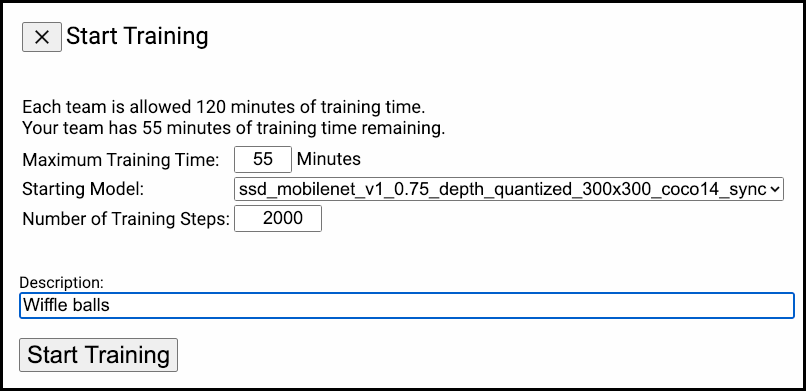 × Start Training
Each team is allowed 120 minutes of training time.
Your team has 55 minutes of training time remaining.
Maximum Training Time: 55 Minutes
Starting Model: ssd_mobilenet_v1_0.75_depth_quantized_300x300_coco14_sync
Number of Training Steps: 2000
Description:
Wiffle balls
Start Training